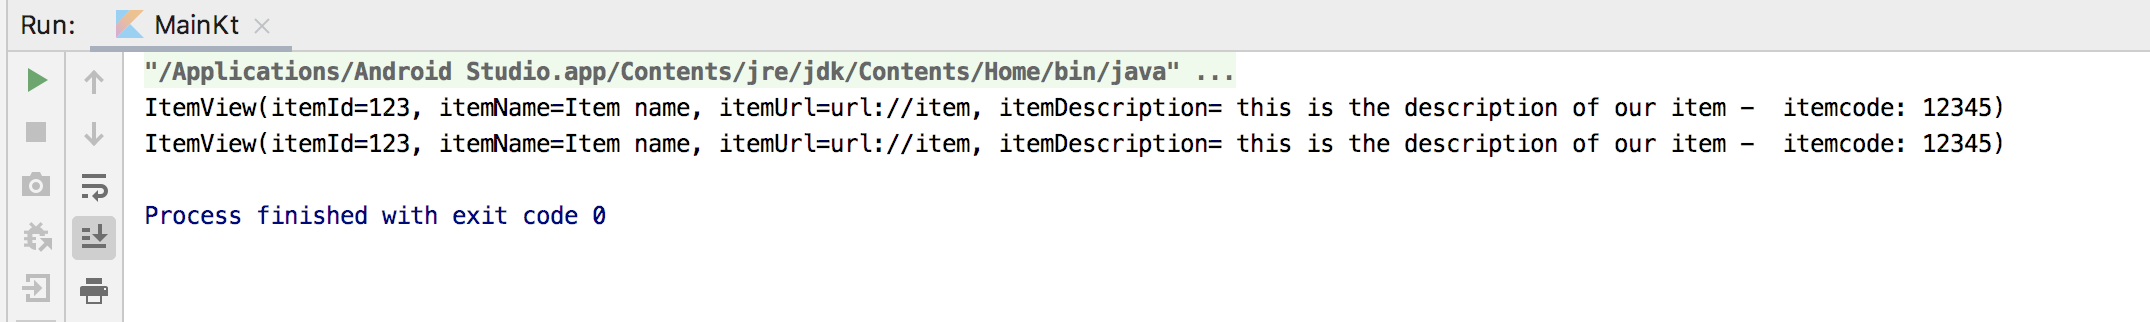 Run: MainKt
"/Applications/Android Studio.app/Contents/jre/jdk/Contents/Home/bin/java" ...
ItemView(itemId=123, itemName=Item name, itemUrl=url://item, itemDescription= this is the description of our item -  itemcode: 12345)
ItemView(itemId=123, itemName=Item name, itemUrl=url://item, itemDescription= this is the description of our item -  itemcode: 12345)
Process finished with exit code 0